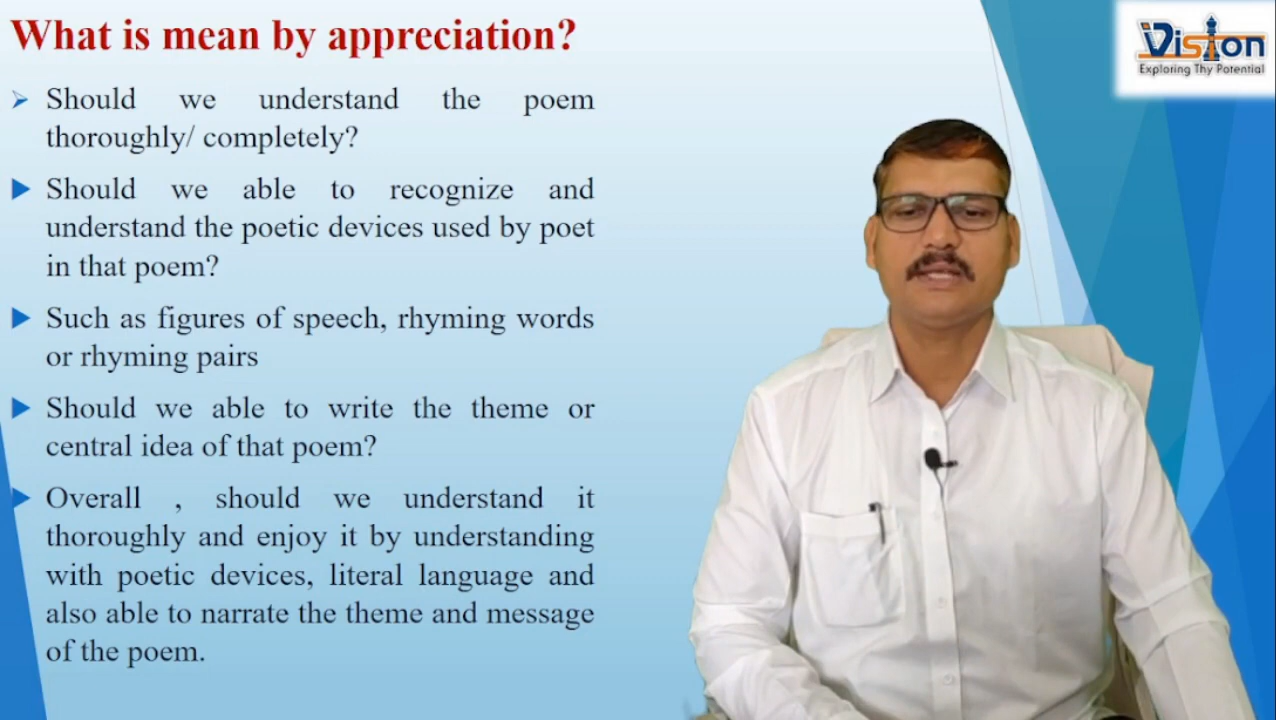 What is mean by appreciation?
Should we understand the poem
thoroughly/ completely?
Should we able to recognize and
understand the poetic devices used by poet
in that poem?
Such as figures of speech, rhyming words
or rhyming pairs
Should we able to write the theme or
central idea of that poem?
Overall , should we understand it
thoroughly and enjoy it by understanding
with poetic devices, literal language and
also able to narrate the theme and message
of the poem.
Vision
Exploring Thy Potential